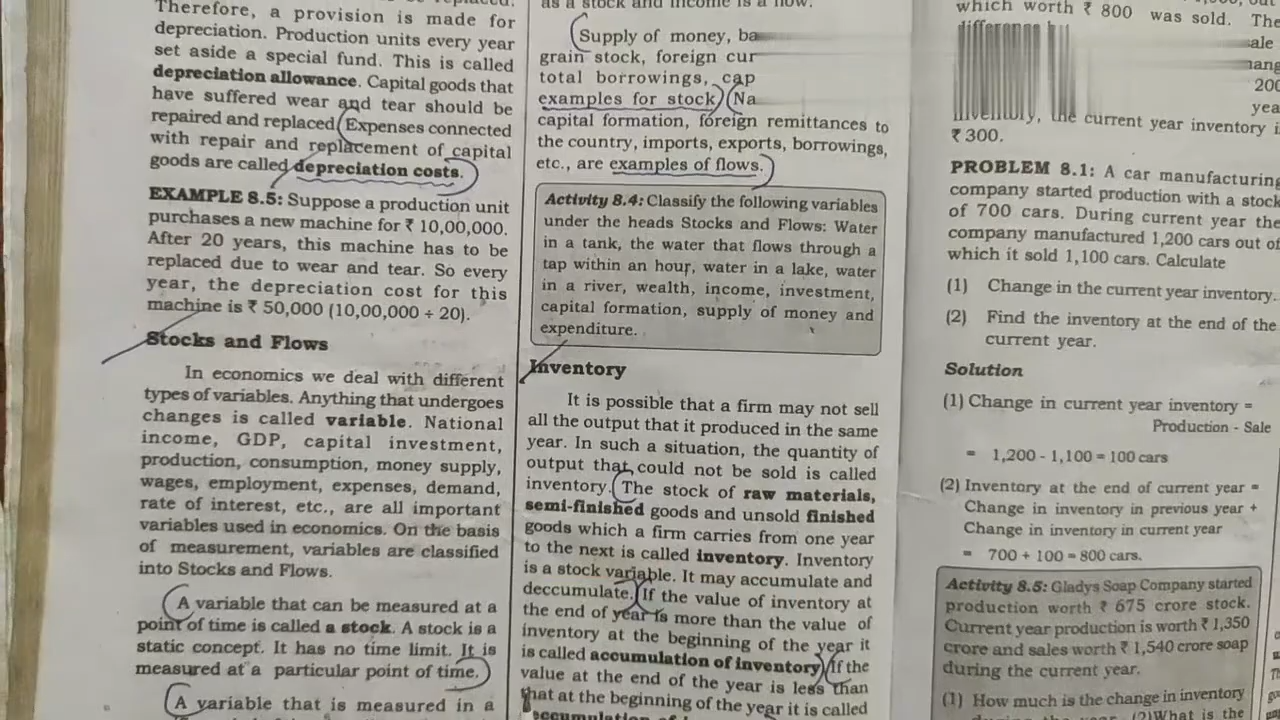 Therefore, a provision is made for
depreciation. Production units every year
set aside a special fund. This is called
depreciation allowance. Capital goods that
have suffered wear and tear should be
repaired and replaced. Expenses connected
with repair and replacement of capital
goods are called depreciation costs.
EXAMPLE 8.5: Suppose a production unit
purchases a new machine for ₹ 10,00,000.
After 20 years, this machine has to be
replaced due to wear and tear. So every
year, the depreciation cost for this
machine is ₹ 50,000 (10,00,000 ÷ 20).
Stocks and Flows
In economics we deal with different
types of variables. Anything that undergoes
changes is called variable. National
income, GDP, capital investment,
production, consumption, money supply,
wages, employment, expenses, demand,
rate of interest, etc., are all important
variables used in economics. On the basis
of measurement, variables are classified
into Stocks and Flows.
A variable that can be measured at a
point of time is called a stock. A stock is a
static concept. It has no time limit. It is
measured at a particular point of time.
A variable that is measured in a
as a stock and income is a flow.
Supply of money,
grain stock, foreign
total borrowings,
examples for stock.
capital formation, foreign remittances to
the country, imports, exports, borrowings,
etc., are examples of flows.
Activity 8.4: Classify the following variables
under the heads Stocks and Flows: Water
in a tank, the water that flows through a
tap within an hour, water in a lake, water
in a river, wealth, income, investment,
capital formation, supply of money and
expenditure.
Inventory
It is possible that a firm may not sell
all the output that it produced in the same
year. In such a situation, the quantity of
output that could not be sold is called
inventory. The stock of raw materials,
semi-finished goods and unsold finished
goods which a firm carries from one year
to the next is called inventory. Inventory
is a stock variable. It may accumulate and
deccumulate. If the value of inventory at
the end of year is more than the value of
inventory at the beginning of the year it
is called accumulation of inventory. If the
value at the end of the year is less than
that at the beginning of the year it is called
which worth ₹ 800 was sold. The
200
inventory, the current year inventory
₹ 300.
PROBLEM 8.1: A car manufacturing
company started production with a stock
of 700 cars. During current year the
company manufactured 1,200 cars out of
which it sold 1,100 cars. Calculate
(1) Change in the current year inventory.
(2) Find the inventory at the end of the
current year.
Solution
(1) Change in current year inventory =
Production - Sale
= 1,200 - 1,100 = 100 cars
(2) Inventory at the end of current year =
Change in inventory in previous year +
Change in inventory in current year
= 700 + 100 = 800 cars.
Activity 8.5: Gladys Soap Company started
production worth ₹ 675 crore stock.
Current year production is worth ₹ 1,350
crore and sales worth ₹ 1,540 crore soap
during the current year.
(1) How much is the change in inventory
(2) What is the